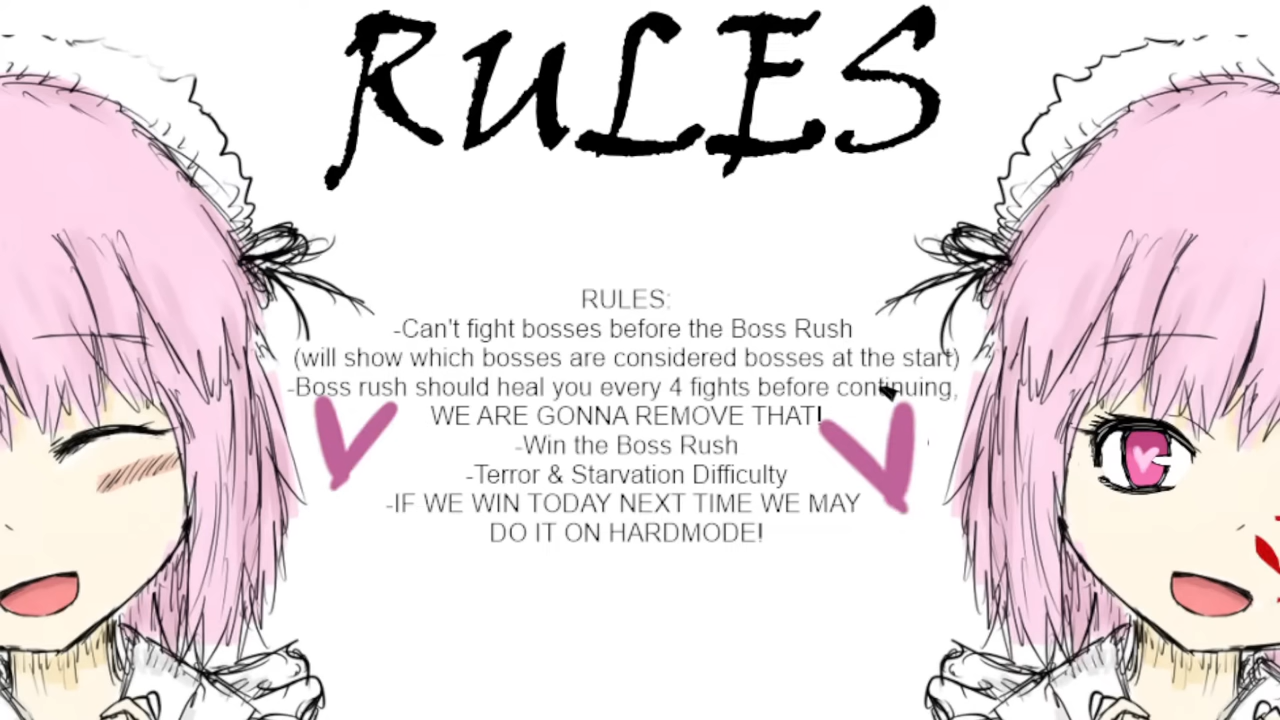 RULES
RULES:
-Can't fight bosses before the Boss Rush
(will show which bosses are considered bosses at the start)
-Boss rush should heal you every 4 fights before continuing,
WE ARE GONNA REMOVE THAT!
-Win the Boss Rush
-Terror & Starvation Difficulty
-IF WE WIN TODAY NEXT TIME WE MAY
DO IT ON HARDMODE!